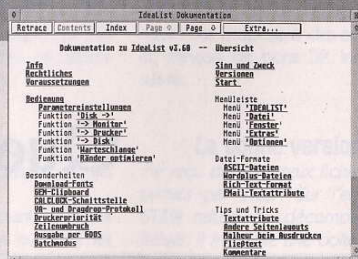 IdeaList Dokumentation
Retrace Contents Index Page Page Extra...
Dokumentation zu IdeaList v3.60 -- Übersicht
Info
Rechtliches
Voraussetzungen
Bedienung
Parametereinstellungen
Funktion 'Disk ->'
Funktion '-> Monitor'
Funktion '-> Drucker'
Funktion '-> Disk'
Funktion 'Warteschlange'
Funktion 'Ränder optimieren'
Besonderheiten
Download-Fonts
GEM-Clipboard
CALCLOCK-Schnittstelle
VA- und Dragdrop-Protokoll
Druckerpriorität
Zeilenumbruch
Ausgabe per GDOS
Batchmodus
Sinn und Zweck
Versionen
Start
Menüleiste
Menü 'IDEALIST'
Menü 'Datei'
Menü 'Fenster'
Menü 'Extras'
Menü 'Optionen'
Datei-Formate
ASCII-Dateien
Wordplus-Dateien
Rich-Text-Format
EMail-Textattribute
Tips und Tricks
Textattribute
Andere Seitenlayouts
Malheur beim Ausdrucken
Fließtext
Kommentare